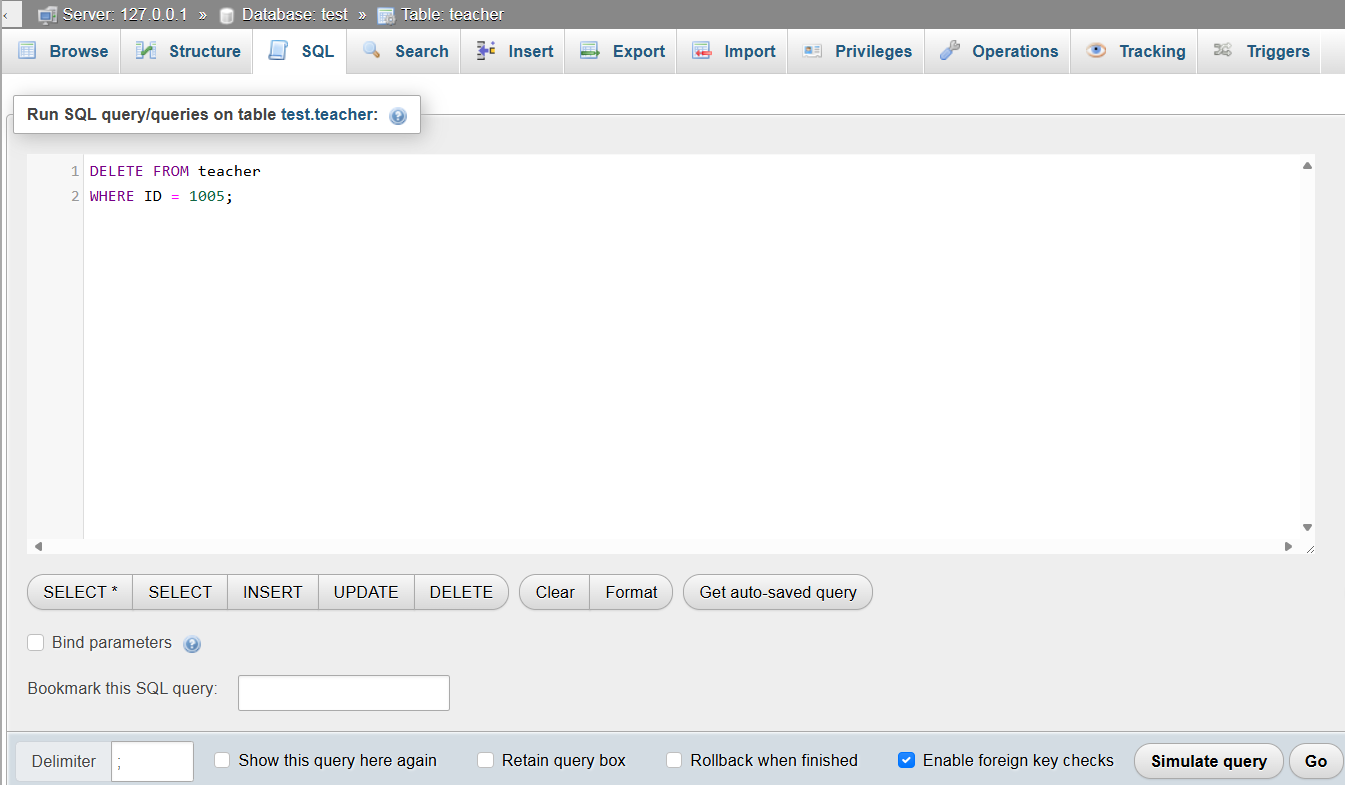 Server: 127.0.0.1 » Database: test » Table: teacher
Browse Structure SQL Search Insert Export Import Privileges Operations Tracking Triggers
Run SQL query/queries on table test.teacher:
1 DELETE FROM teacher
2 WHERE ID = 1005;
SELECT * SELECT INSERT UPDATE DELETE Clear Format Get auto-saved query
Bind parameters
Bookmark this SQL query:
Delimiter ; Show this query here again Retain query box Rollback when finished Enable foreign key checks Simulate query Go